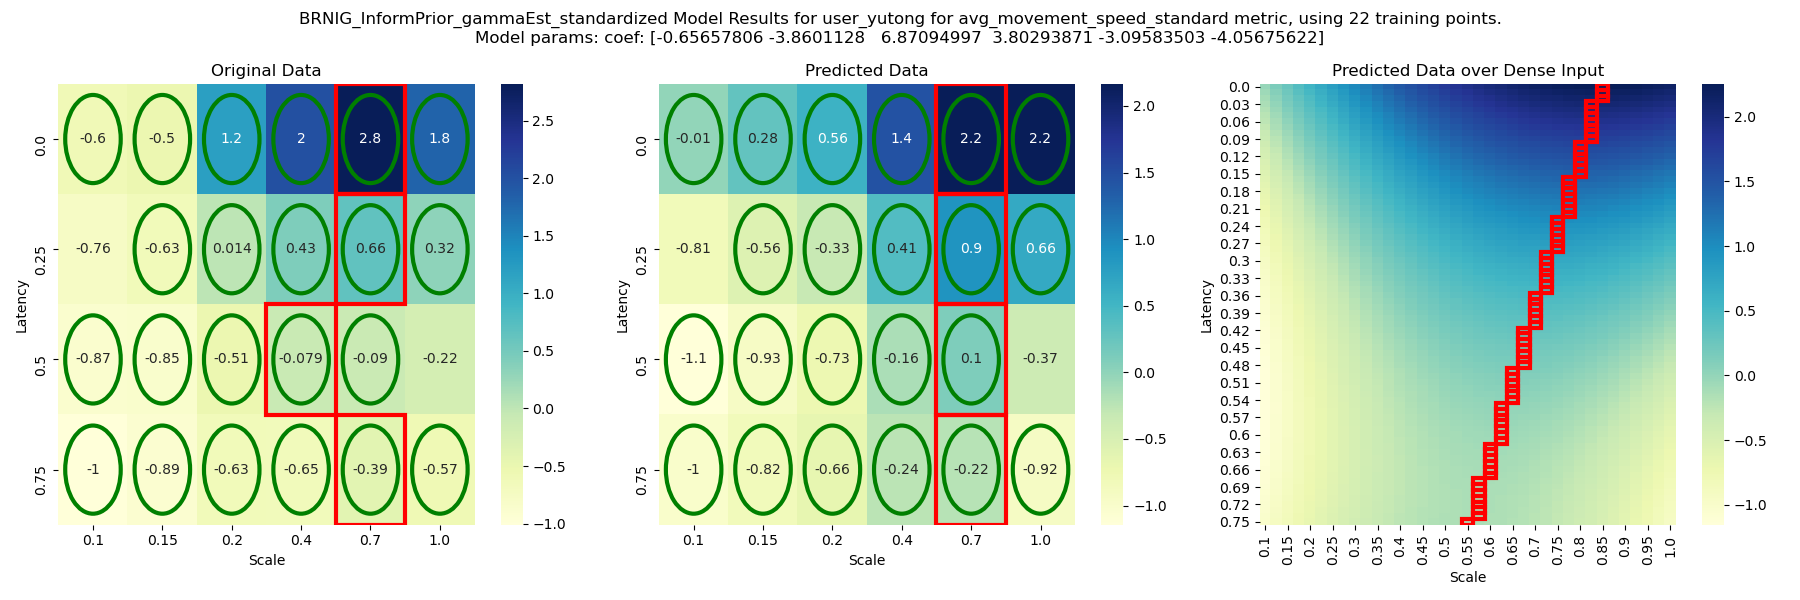 BRNIG_InformPrior_gammaEst_standardized Model Results for user_yutong for avg_movement_speed_standard metric, using 22 training points.
Model params: coef: [-0.65657806 -3.8601128   6.87094997  3.80293871 -3.09583503 -4.05675622]
Original Data
Latency
0.0
-0.6 -0.5 1.2 2 2.8 1.8
0.25
-0.76 -0.63 0.014 0.43 0.66 0.32
0.5
-0.87 -0.85 -0.51 -0.079 -0.09 -0.22
0.75
-1 -0.89 -0.63 -0.65 -0.39 -0.57
0.1 0.15 0.2 0.4 0.7 1.0
Scale
2.5
2.0
1.5
1.0
0.5
0.0
−0.5
−1.0
Predicted Data
Latency
0.0
-0.01 0.28 0.56 1.4 2.2 2.2
0.25
-0.81 -0.56 -0.33 0.41 0.9 0.66
0.5
-1.1 -0.93 -0.73 -0.16 0.1 -0.37
0.75
-1 -0.82 -0.66 -0.24 -0.22 -0.92
0.1 0.15 0.2 0.4 0.7 1.0
Scale
2.0
1.5
1.0
0.5
0.0
−0.5
−1.0
Predicted Data over Dense Input
Latency
0.0
0.03
0.06
0.09
0.12
0.15
0.18
0.21
0.24
0.27
0.3
0.33
0.36
0.39
0.42
0.45
0.48
0.51
0.54
0.57
0.6
0.63
0.66
0.69
0.72
0.75
0.1 0.15 0.2 0.25 0.3 0.35 0.4 0.45 0.5 0.55 0.6 0.65 0.7 0.75 0.8 0.85 0.9 0.95 1.0
Scale
2.0
1.5
1.0
0.5
0.0
−0.5
−1.0